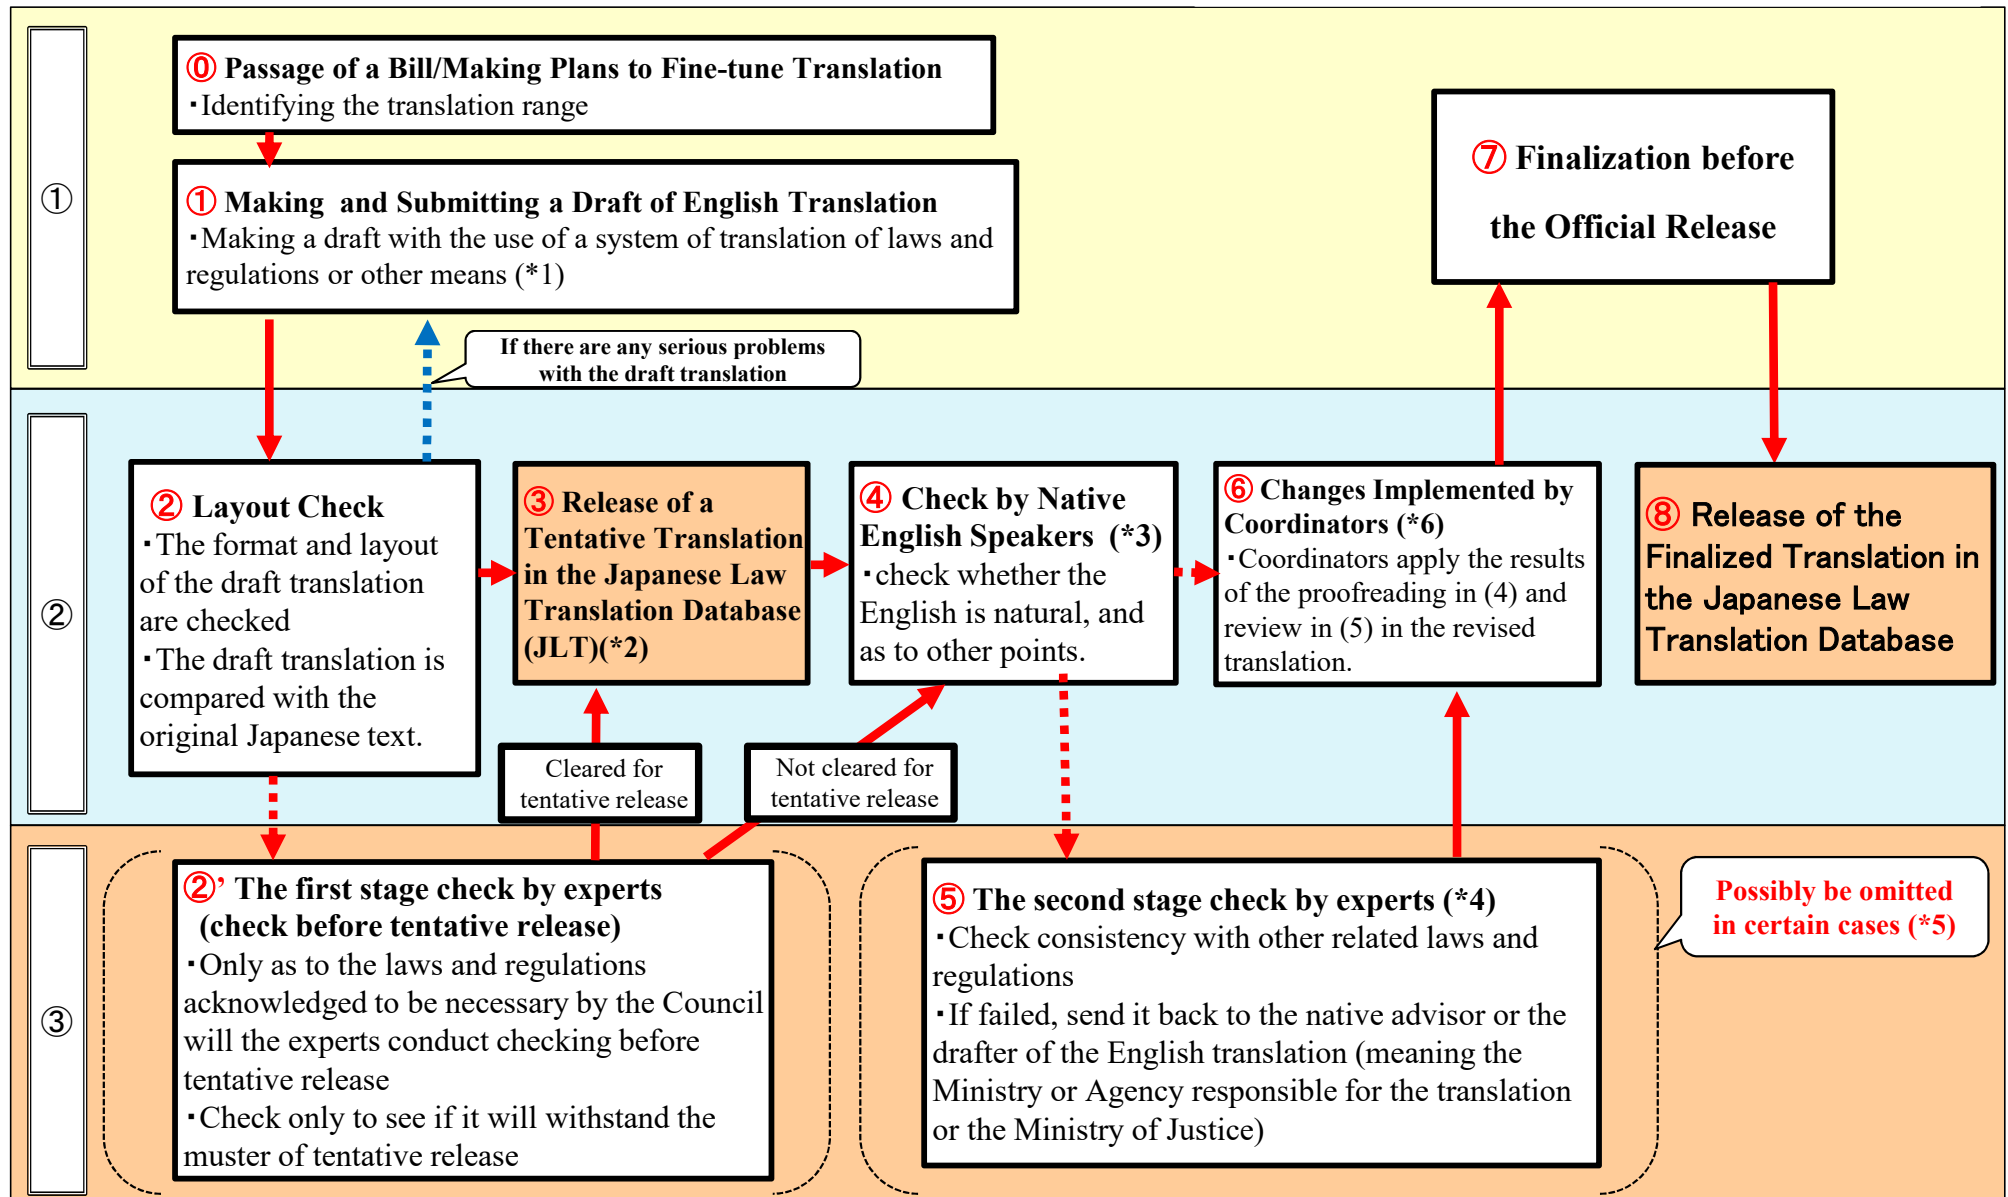 ①
⓪ Passage of a Bill/Making Plans to Fine-tune Translation
・Identifying the translation range
① Making and Submitting a Draft of English Translation
・Making a draft with the use of a system of translation of laws and
regulations or other means (*1)
⑦ Finalization before
the Official Release
If there are any serious problems
with the draft translation
②
② Layout Check
・The format and layout
of the draft translation
are checked
・The draft translation is
compared with the
original Japanese text.
③ Release of a
Tentative Translation
in the Japanese Law
Translation Database
(JLT)(*2)
④ Check by Native
English Speakers (*3)
・check whether the
English is natural, and
as to other points.
⑥ Changes Implemented by
Coordinators (*6)
・Coordinators apply the results
of the proofreading in (4) and
review in (5) in the revised
translation.
⑧ Release of the
Finalized Translation in
the Japanese Law
Translation Database
Cleared for
tentative release
Not cleared for
tentative release
③
②’ The first stage check by experts
(check before tentative release)
・Only as to the laws and regulations
acknowledged to be necessary by the Council
will the experts conduct checking before
tentative release
・Check only to see if it will withstand the
muster of tentative release
⑤ The second stage check by experts (*4)
・Check consistency with other related laws and
regulations
・If failed, send it back to the native advisor or the
drafter of the English translation (meaning the
Ministry or Agency responsible for the translation
or the Ministry of Justice)
Possibly be omitted
in certain cases (*5)